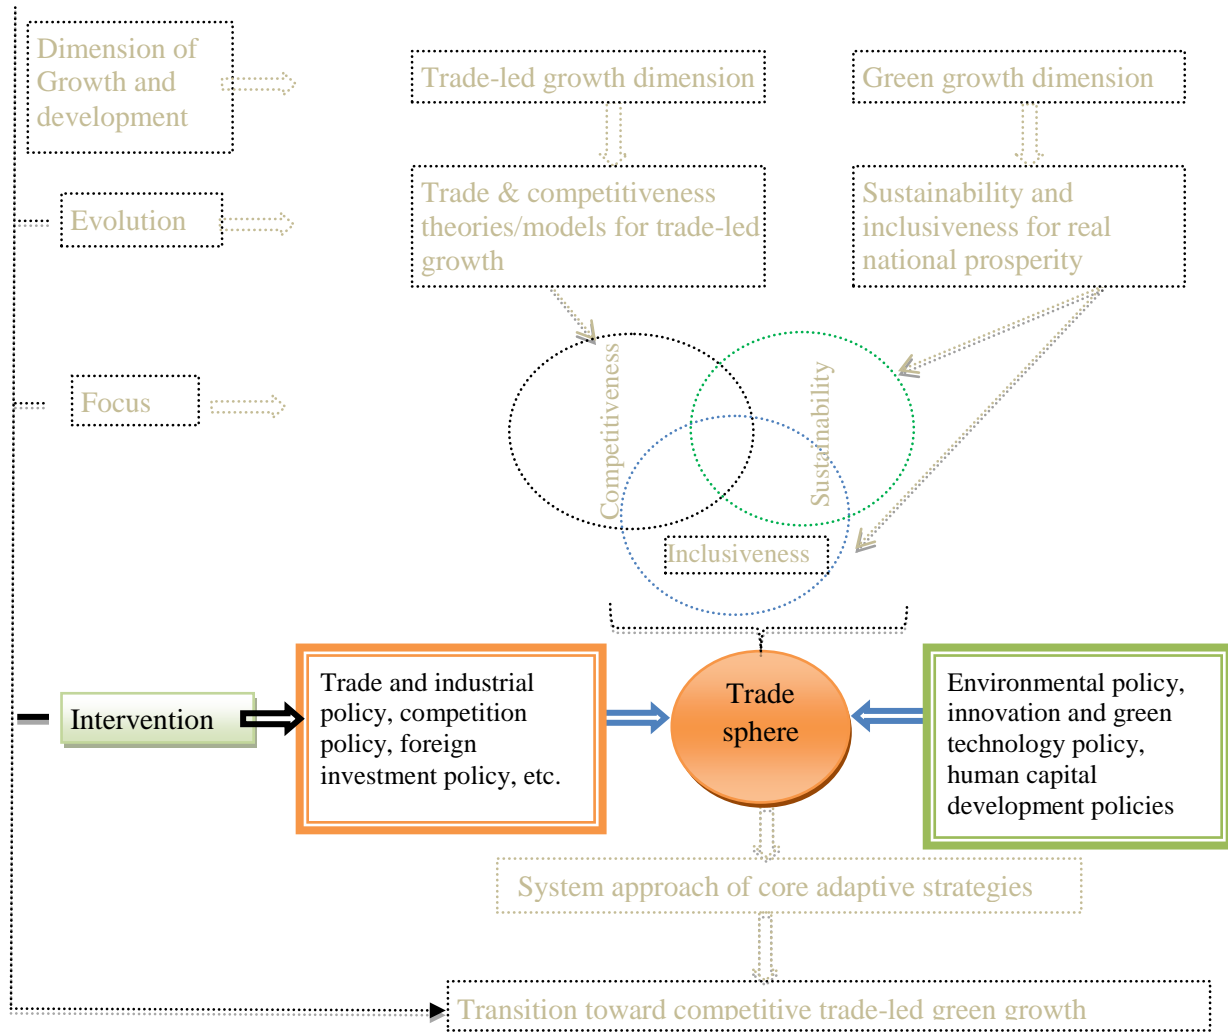 Dimension of
Growth and
development
Trade-led growth dimension
Green growth dimension
Evolution
Trade & competitiveness
theories/models for trade-led
growth
Sustainability and
inclusiveness for real
national prosperity
Focus
Competitiveness
Sustainability
Inclusiveness
Intervention
Trade and industrial
policy, competition
policy, foreign
investment policy, etc.
Trade
sphere
Environmental policy,
innovation and green
technology policy,
human capital
development policies
System approach of core adaptive strategies
Transition toward competitive trade-led green growth